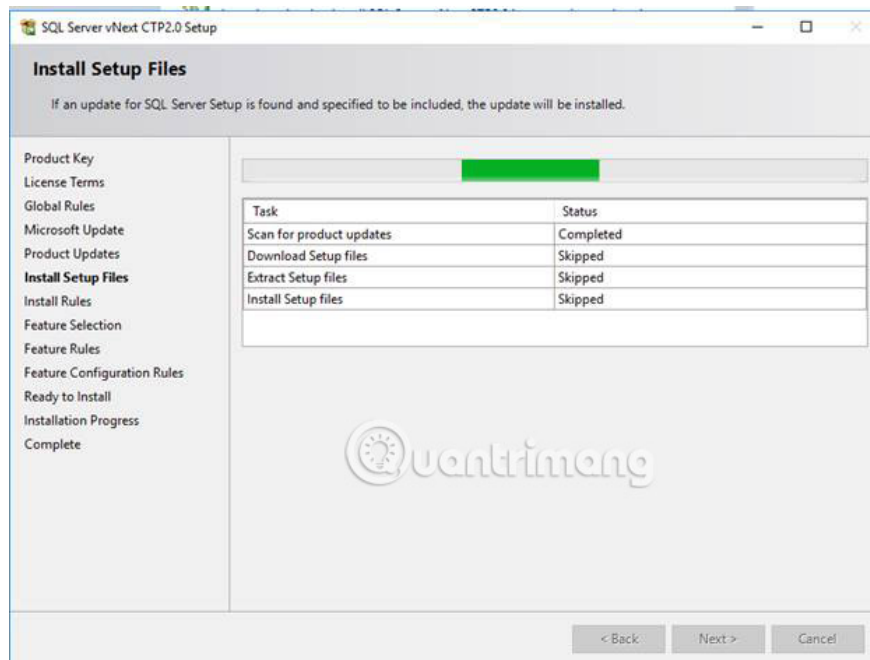 SQL Server vNext CTP2.0 Setup
Install Setup Files
If an update for SQL Server Setup is found and specified to be included, the update will be installed.
Product Key
License Terms
Global Rules
Microsoft Update
Product Updates
Install Setup Files
Install Rules
Feature Selection
Feature Rules
Feature Configuration Rules
Ready to Install
Installation Progress
Complete
Task Status
Scan for product updates Completed
Download Setup files Skipped
Extract Setup files Skipped
Install Setup files Skipped
Quantrimang
< Back Next > Cancel